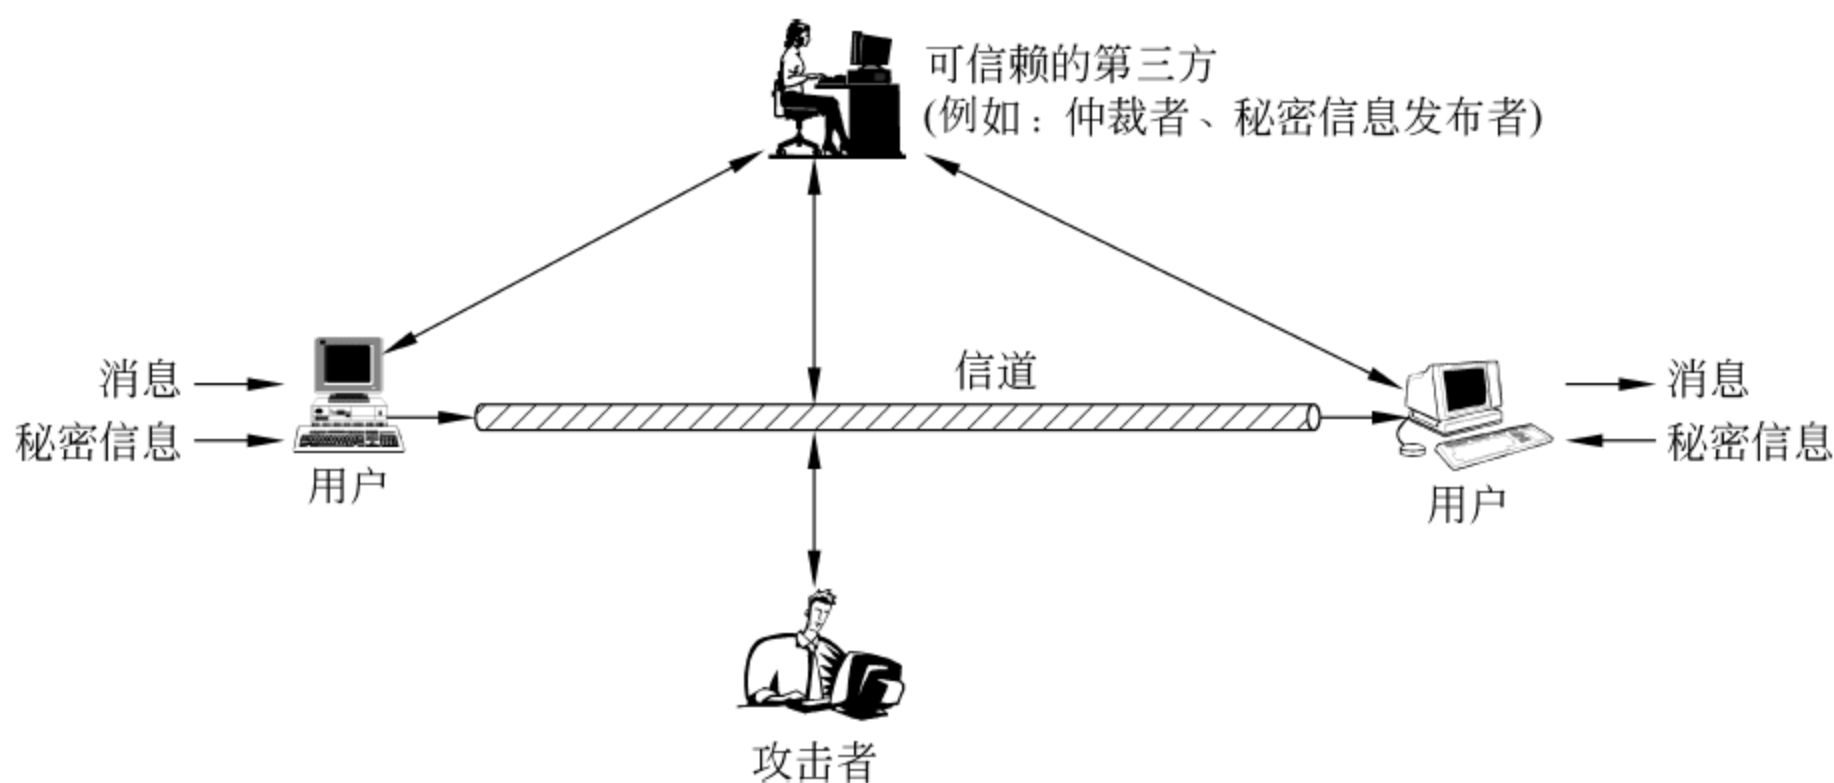 可信赖的第三方
(例如：仲裁者、秘密信息发布者)
信道
消息
秘密信息
用户
消息
秘密信息
用户
攻击者